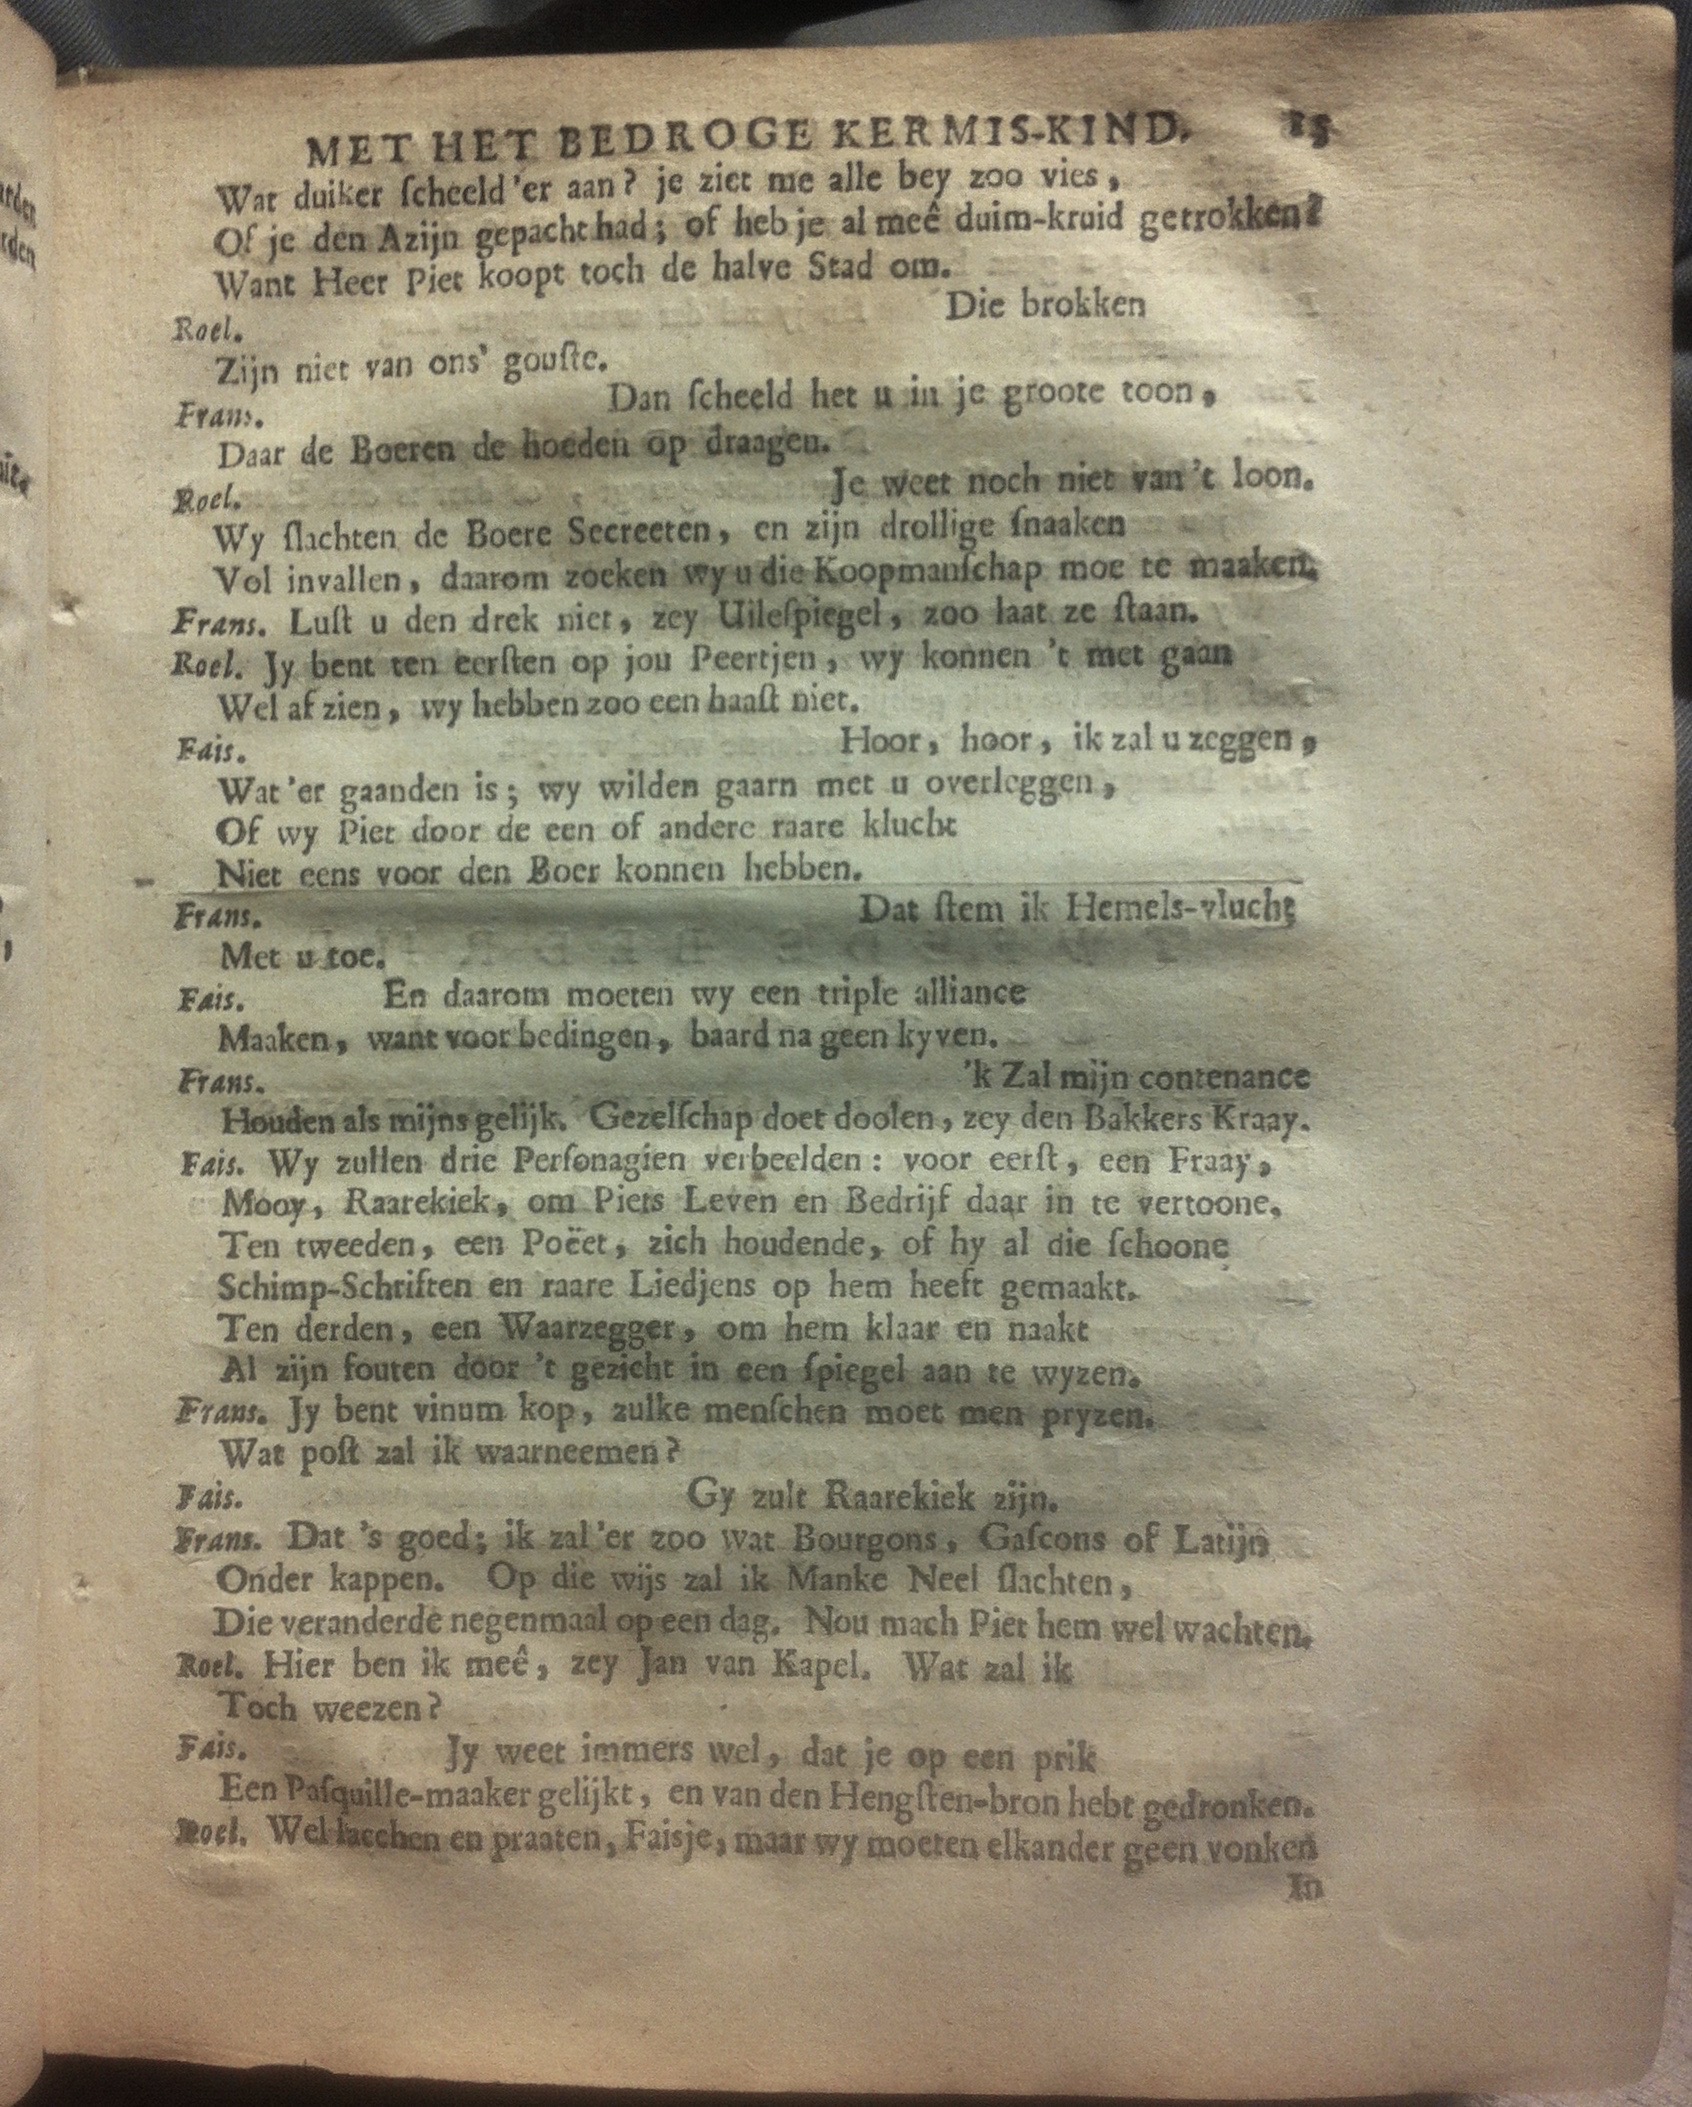 MET HET BEDROGE KERMIS-KIND. 15
Wat duiker ſcheeld 'er aan? je ziet me alle bey zoo vies,
Of je den Azijn gepacht had; of heb je al meê duim-kruid getrokken?
Want Heer Piet koopt toch de halve Stad om.
Roel. Die brokken
Zijn niet van ons' gouſte.
Frans. Dan ſcheeld het u in je groote toon,
Daar de Boeren de hoeden op draagen.
Roel. Je weet noch niet van 't loon.
Wy ſlachten de Boere Secreeten, en zijn drollige ſnaaken
Vol invallen, daarom zoeken wy u die Koopmanſchap moe te maaken.
Frans. Luſt u den drek niet, zey Uileſpiegel, zoo laat ze ſtaan.
Roel. Jy bent ten eerſten op jou Peertjen, wy konnen 't met gaan
Wel af zien, wy hebben zoo een haaſt niet.
Fais. Hoor, hoor, ik zal u zeggen,
Wat 'er gaanden is; wy wilden gaarn met u overleggen,
Of wy Piet door de een of andere raare klucht
Niet eens voor den Boer konnen hebben.
Frans. Dat ſtem ik Hemels-vlucht
Met u toe.
Fais. En daarom moeten wy een triple alliance
Maaken, want voor bedingen, baard na geen kyven.
Frans. 'k Zal mijn contenance
Houden als mijns gelijk. Gezelſchap doet doolen, zey den Bakkers Kraay.
Fais. Wy zullen drie Perſonagien verbeelden: voor eerſt, een Fraay,
Mooy, Raarekiek, om Piets Leven en Bedrijf daar in te vertoone.
Ten tweeden, een Poëet, zich houdende, of hy al die ſchoone
Schimp-Schriften en raare Liedjens op hem heeft gemaakt.
Ten derden, een Waarzegger, om hem klaar en naakt
Al zijn fouten door 't gezicht in een ſpiegel aan te wyzen.
Frans. Jy bent vinum kop, zulke menſchen moet men pryzen.
Wat poſt zal ik waarneemen?
Fais. Gy zult Raarekiek zijn.
Frans. Dat 's goed; ik zal 'er zoo wat Bourgons, Gaſcons of Latijn
Onder kappen. Op die wijs zal ik Manke Neel ſlachten,
Die veranderde negenmaal op een dag. Nou mach Piet hem wel wachten.
Roel. Hier ben ik meê, zey Jan van Kapel. Wat zal ik
Toch weezen?
Fais. Jy weet immers wel, dat je op een prik
Een Paſquille-maaker gelijkt, en van den Hengſten-bron hebt gedronken.
Roel. Wel lacchen en praaten, Faisje, maar wy moeten elkander geen vonken
In